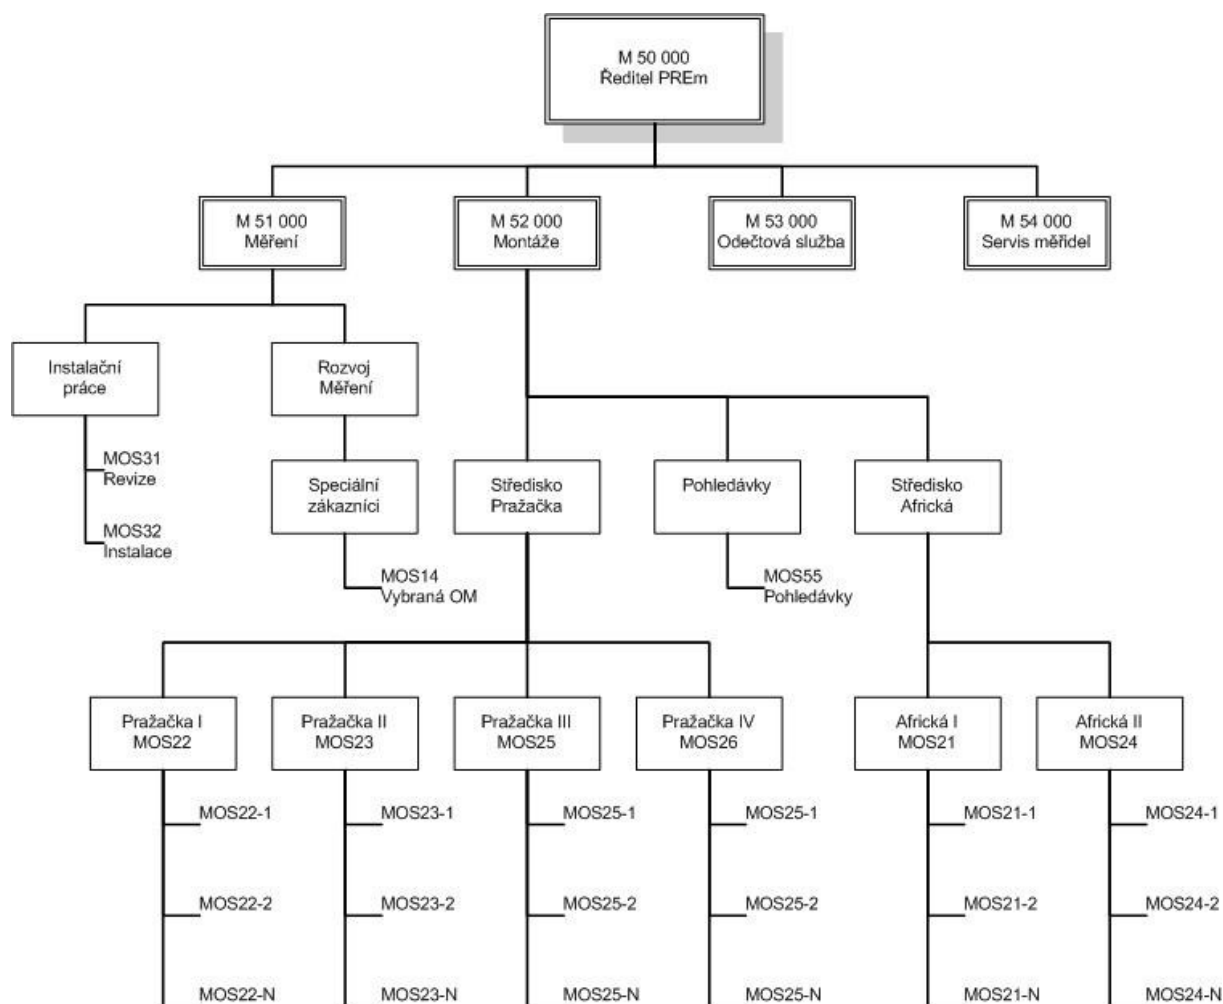 M 50 000
Ředitel PREm
M 51 000
Měření
M 52 000
Montáže
M 53 000
Odečtová služba
M 54 000
Servis měřidel
Instalační
práce
Rozvoj
Měření
MOS31
Revize
MOS32
Instalace
Speciální
zákazníci
Středisko
Pražačka
Pohledávky
Středisko
Africká
MOS14
Vybraná OM
MOS55
Pohledávky
Pražačka I
MOS22
Pražačka II
MOS23
Pražačka III
MOS25
Pražačka IV
MOS26
Africká I
MOS21
Africká II
MOS24
MOS22-1
MOS23-1
MOS25-1
MOS25-1
MOS21-1
MOS24-1
MOS22-2
MOS23-2
MOS25-2
MOS25-2
MOS21-2
MOS24-2
MOS22-N
MOS23-N
MOS25-N
MOS25-N
MOS21-N
MOS24-N